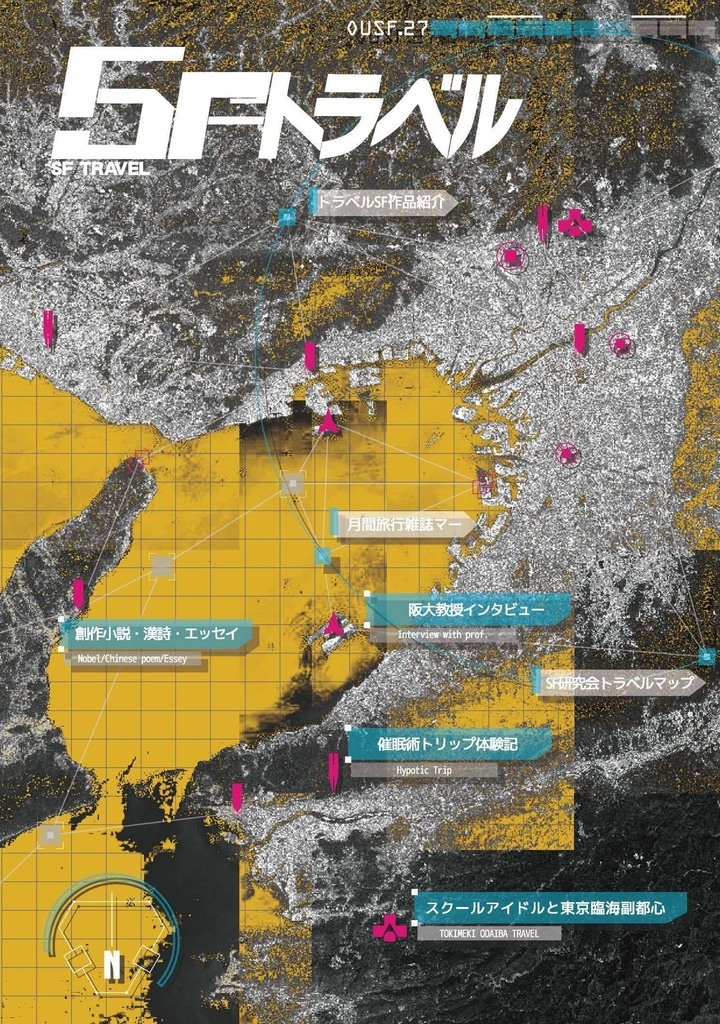 OUSF.27
SFトラベル
SF TRAVEL
トラベルSF作品紹介
月間旅行雑誌マー
阪大教授インタビュー
Interview with prof.
創作小説・漢詩・エッセイ
Nobel/Chinese poem/Essey
SF研究会トラベルマップ
催眠術トリップ体験記
Hypotic Trip
スクールアイドルと東京臨海副都心
TOKIMEKI ODAIBA TRAVEL
N